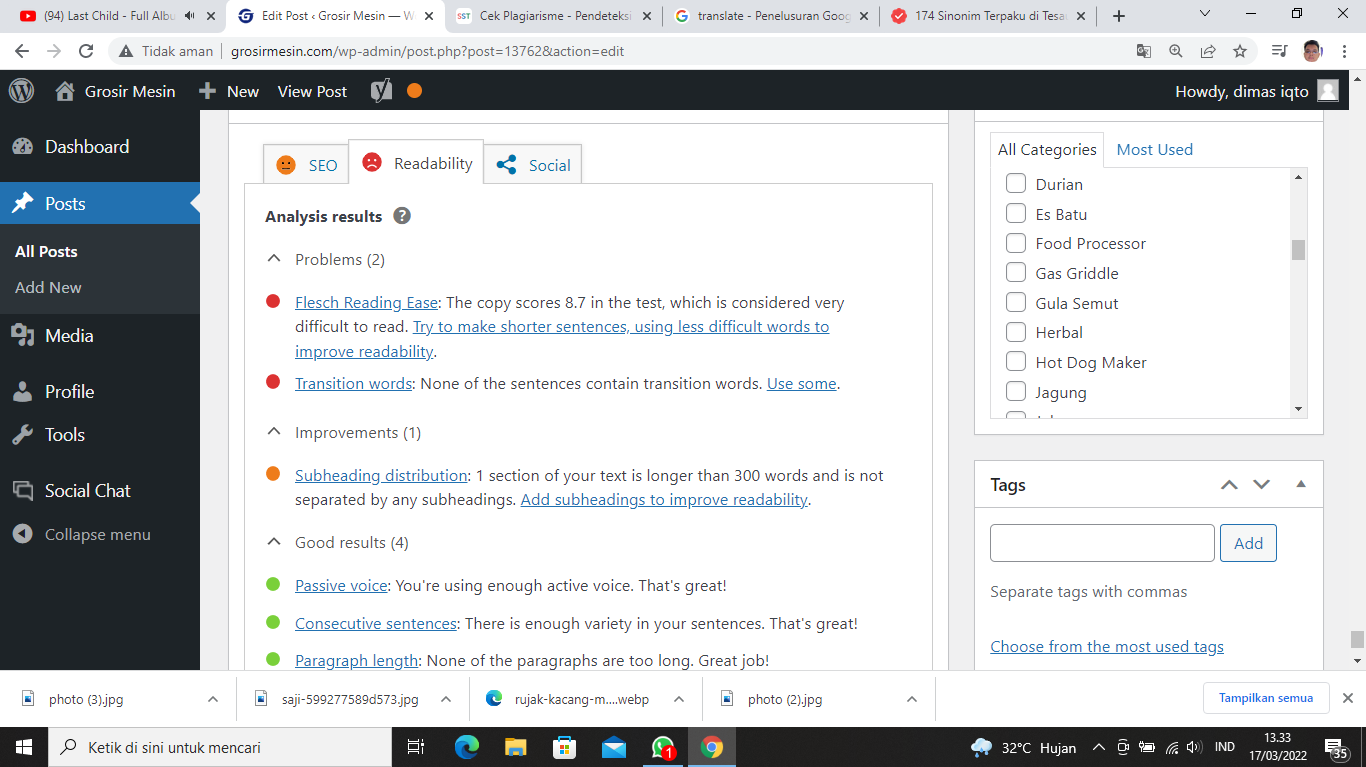 (94) Last Child - Full Albu
Edit Post ‹ Grosir Mesin — W
SST Cek Plagiarisme - Pendeteksi
translate - Penelusuran Goog
174 Sinonim Terpaku di Tesau
Tidak aman
grosirmesin.com/wp-admin/post.php?post=13762&action=edit
Grosir Mesin
New
View Post
Howdy, dimas iqto
Dashboard
Posts
All Posts
Add New
Media
Profile
Tools
Social Chat
Collapse menu
SEO
Readability
Social
Analysis results
Problems (2)
Flesch Reading Ease: The copy scores 8.7 in the test, which is considered very
difficult to read. Try to make shorter sentences, using less difficult words to
improve readability.
Transition words: None of the sentences contain transition words. Use some.
Improvements (1)
Subheading distribution: 1 section of your text is longer than 300 words and is not
separated by any subheadings. Add subheadings to improve readability.
Good results (4)
Passive voice: You're using enough active voice. That's great!
Consecutive sentences: There is enough variety in your sentences. That's great!
Paragraph length: None of the paragraphs are too long. Great job!
All Categories
Most Used
Durian
Es Batu
Food Processor
Gas Griddle
Gula Semut
Herbal
Hot Dog Maker
Jagung
Tags
Add
Separate tags with commas
Choose from the most used tags
photo (3).jpg
saji-599277589d573.jpg
rujak-kacang-m....webp
photo (2).jpg
Tampilkan semua
Ketik di sini untuk mencari
1
32°C Hujan
IND
13.33
17/03/2022
35